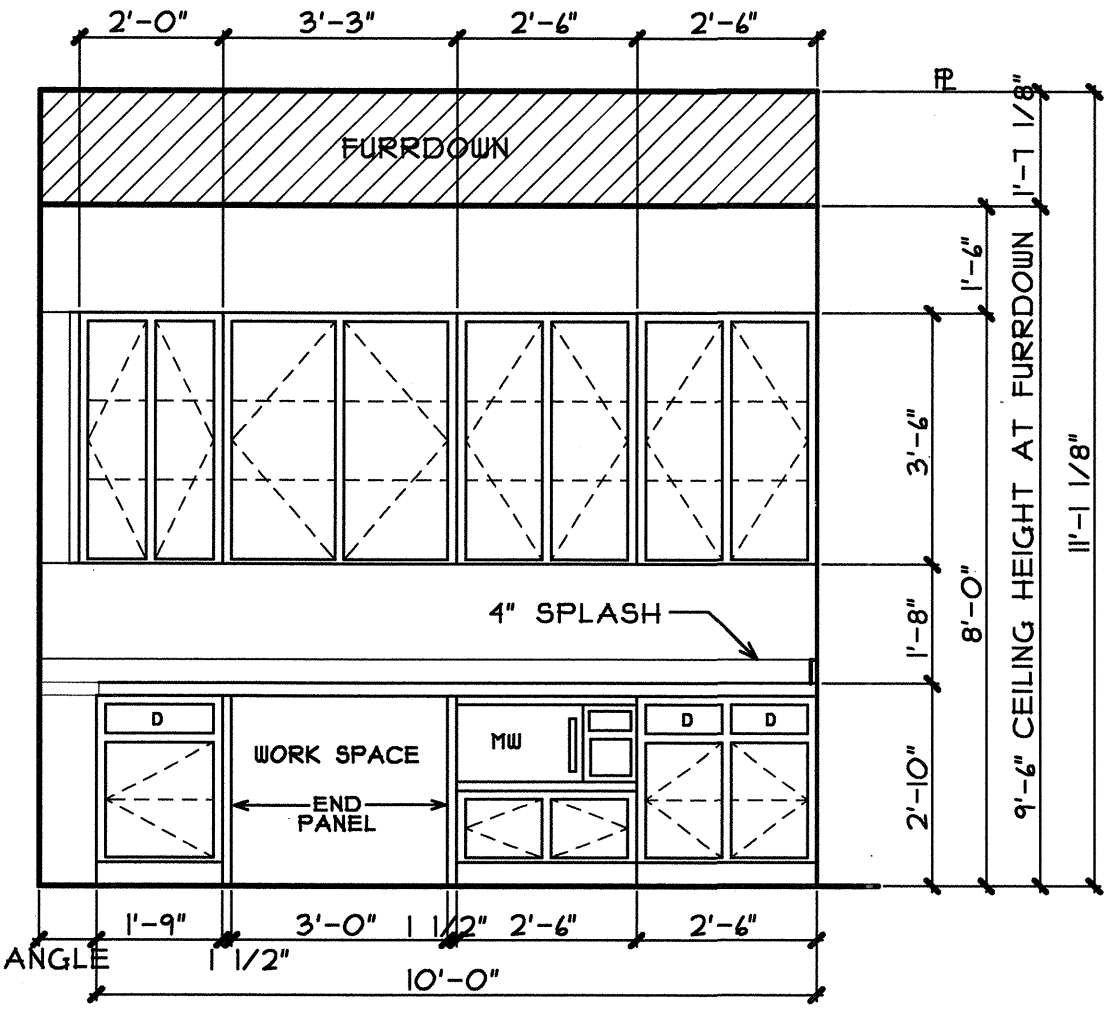 2'-0" 3'-3" 2'-6" 2'-6"
PL
FURRDOWN
1'-7 1/8"
1'-6"
9'-6" CEILING HEIGHT AT FURRDOWN
3'-6"
11'-1 1/8"
8'-0"
4" SPLASH
1'-8"
D
D D
MW
WORK SPACE
2'-10"
END
PANEL
1'-9" 3'-0" 1 1/2" 2'-6" 2'-6"
ANGLE 1 1/2"
10'-0"